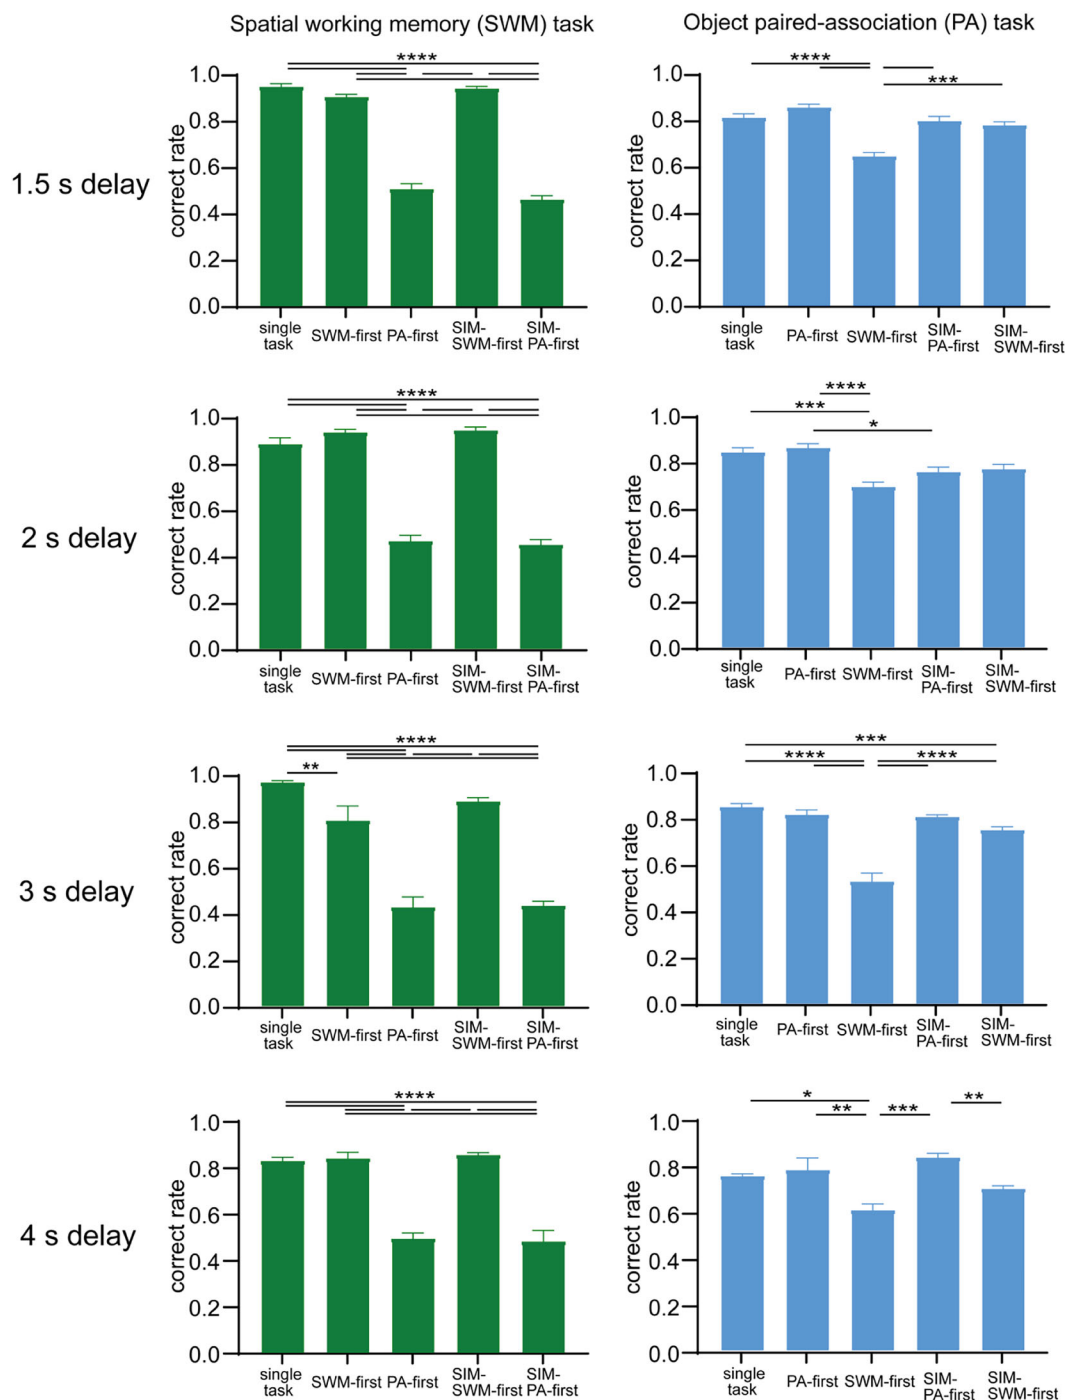 Spatial working memory (SWM) task
Object paired-association (PA) task
1.5 s delay
correct rate
1.0
0.8
0.6
0.4
0.2
0.0
****
single task
SWM-first
PA-first
SIM-SWM-first
SIM-PA-first
correct rate
1.0
0.8
0.6
0.4
0.2
0.0
****
***
single task
PA-first
SWM-first
SIM-PA-first
SIM-SWM-first
2 s delay
correct rate
1.0
0.8
0.6
0.4
0.2
0.0
****
single task
SWM-first
PA-first
SIM-SWM-first
SIM-PA-first
correct rate
1.0
0.8
0.6
0.4
0.2
0.0
****
***
*
single task
PA-first
SWM-first
SIM-PA-first
SIM-SWM-first
3 s delay
correct rate
1.0
0.8
0.6
0.4
0.2
0.0
****
**
single task
SWM-first
PA-first
SIM-SWM-first
SIM-PA-first
correct rate
1.0
0.8
0.6
0.4
0.2
0.0
***
****
****
single task
PA-first
SWM-first
SIM-PA-first
SIM-SWM-first
4 s delay
correct rate
1.0
0.8
0.6
0.4
0.2
0.0
****
single task
SWM-first
PA-first
SIM-SWM-first
SIM-PA-first
correct rate
1.0
0.8
0.6
0.4
0.2
0.0
*
**
***
**
single task
PA-first
SWM-first
SIM-PA-first
SIM-SWM-first